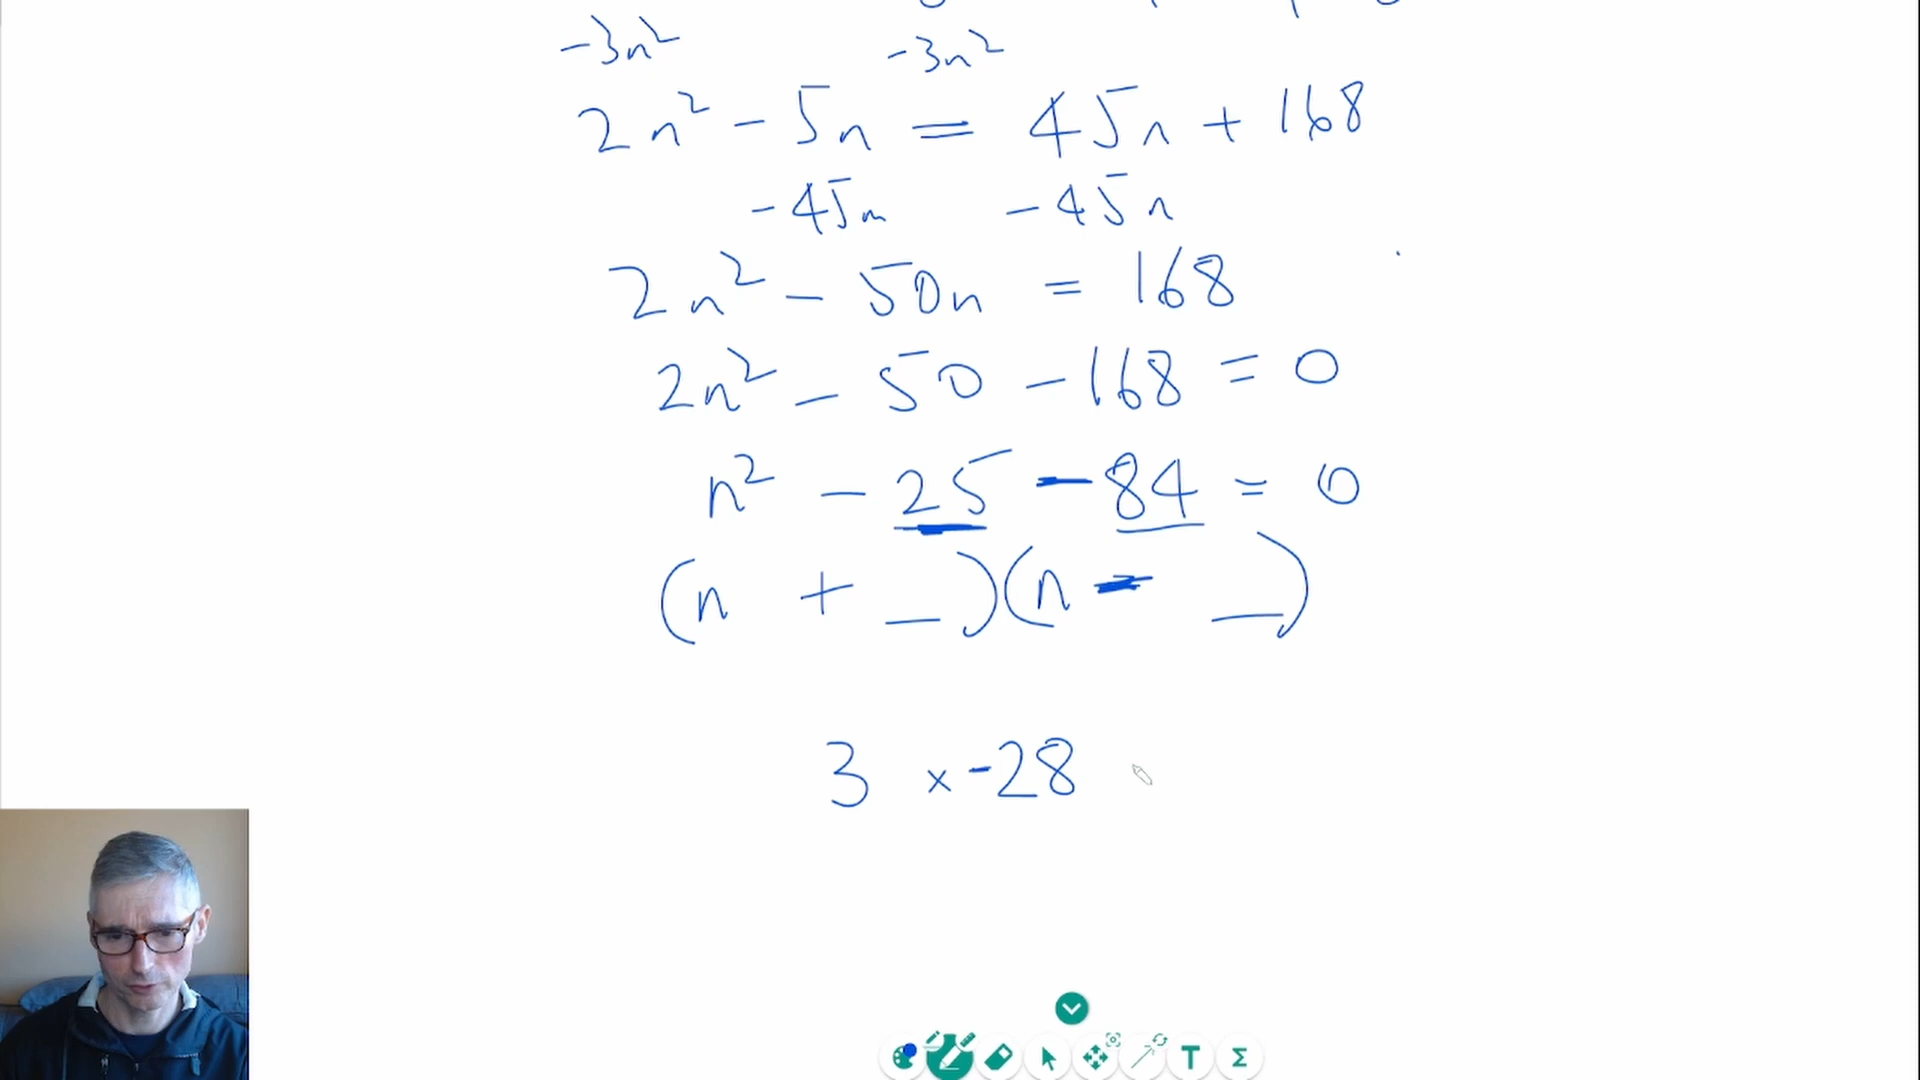 -3n² -3n²
2n² - 5n = 45n + 168
-45n -45n
2n² - 50n = 168
2n² - 50 - 168 = 0
n² - 25 - 84 = 0
(n + _)(n - _)
3 x -28
T Σ